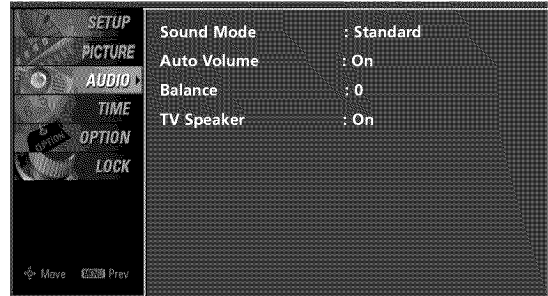 SETUP
PICTURE
AUDIO
TIME
OPTION
LOCK
Sound Mode : Standard
Auto Volume : On
Balance : 0
TV Speaker : On
OPTION
Move MENU Prev